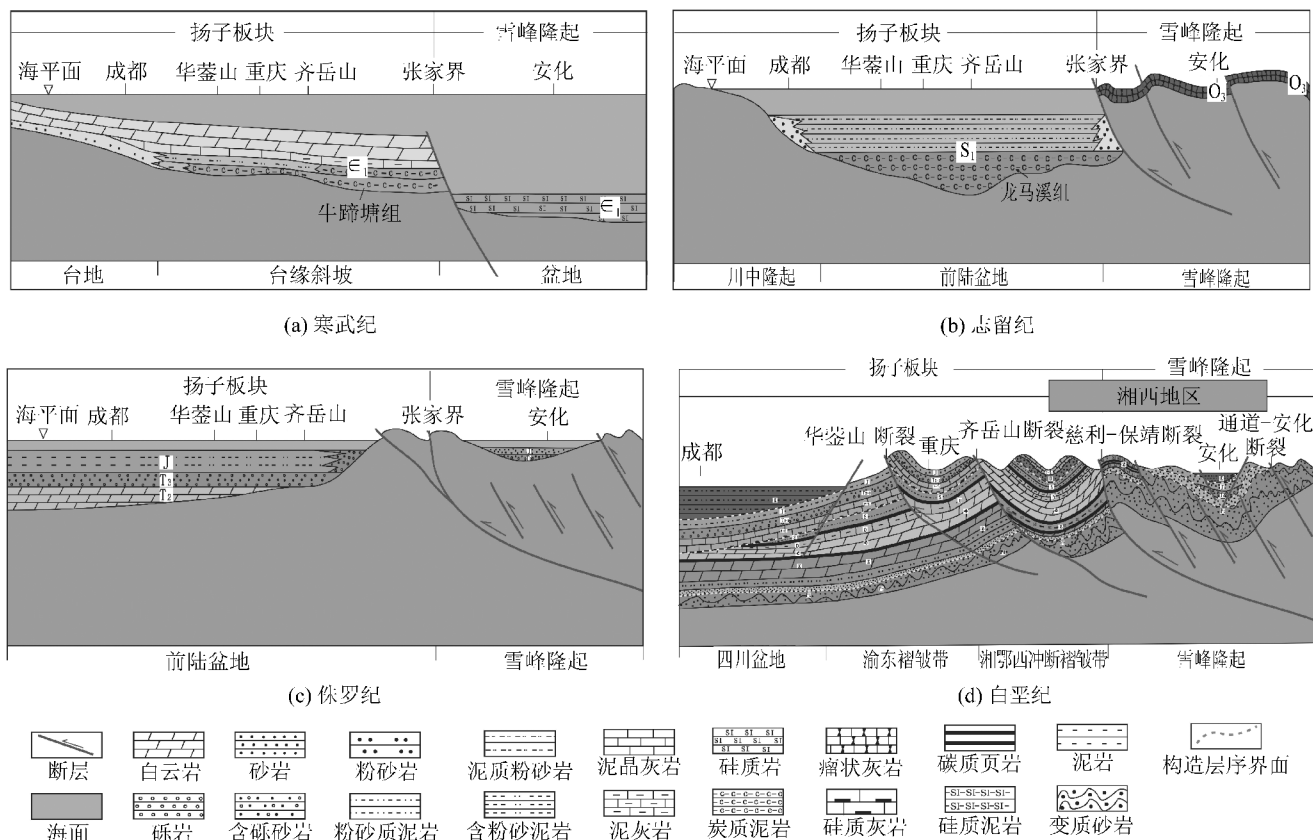 扬子板块 雪峰隆起
海平面 成都 华蓥山 重庆 齐岳山 张家界 安化
∈1
牛蹄塘组
∈1
台地 台缘斜坡 盆地
(a) 寒武纪
扬子板块 雪峰隆起
海平面 成都 华蓥山 重庆 齐岳山 张家界 安化
O3 O3
S1
龙马溪组
川中隆起 前陆盆地 雪峰隆起
(b) 志留纪
扬子板块 雪峰隆起
海平面 成都 华蓥山 重庆 齐岳山 张家界 安化
J
T3
T2
前陆盆地 雪峰隆起
(c) 侏罗纪
扬子板块 雪峰隆起
湘西地区
成都 华蓥山 断裂 重庆 齐岳山断裂 慈利-保靖断裂 安化 通道-安化
断裂
四川盆地 渝东褶皱带 湘鄂西冲断褶皱带 雪峰隆起
(d) 白垩纪
断层 白云岩 砂岩 粉砂岩 泥质粉砂岩 泥晶灰岩 硅质岩 瘤状灰岩 碳质页岩 泥岩 构造层序界面
海面 砾岩 含砾砂岩 粉砂质泥岩 含粉砂泥岩 泥灰岩 炭质泥岩 硅质灰岩 硅质泥岩 变质砂岩